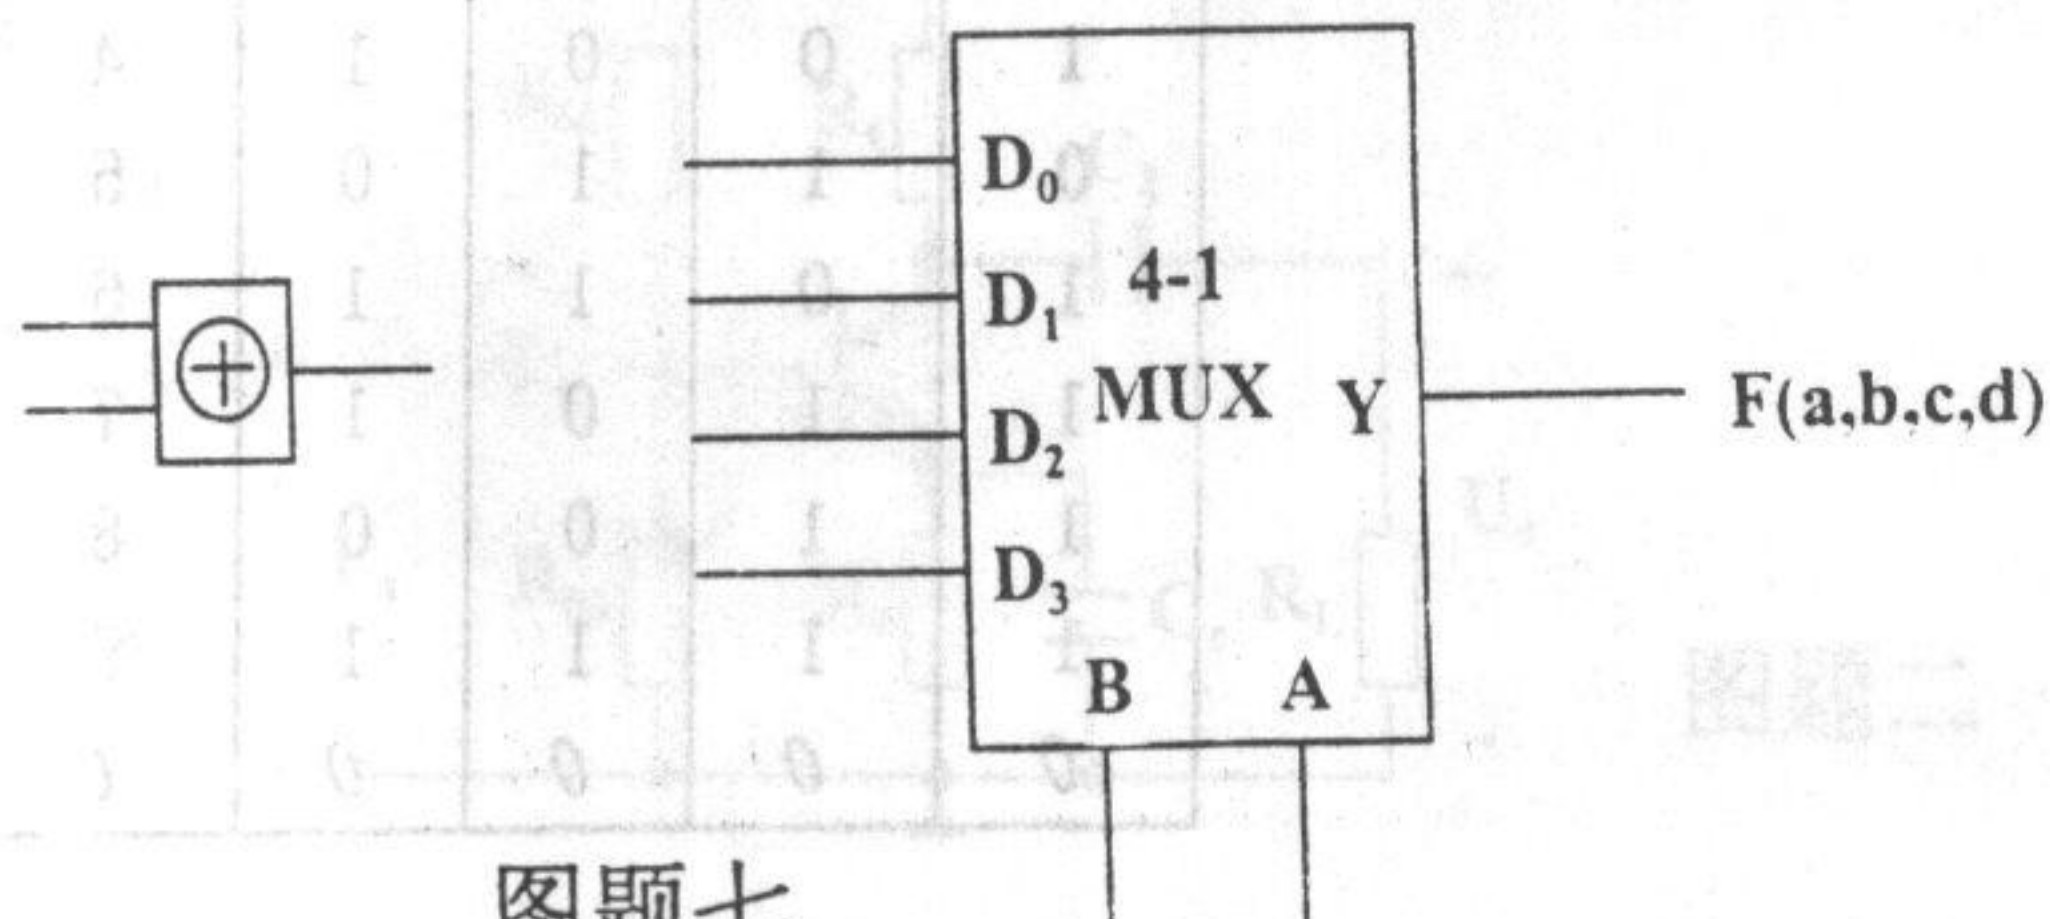 D₀
D₁ 4-1
MUX Y F(a,b,c,d)
D₂
D₃
B A
图题七